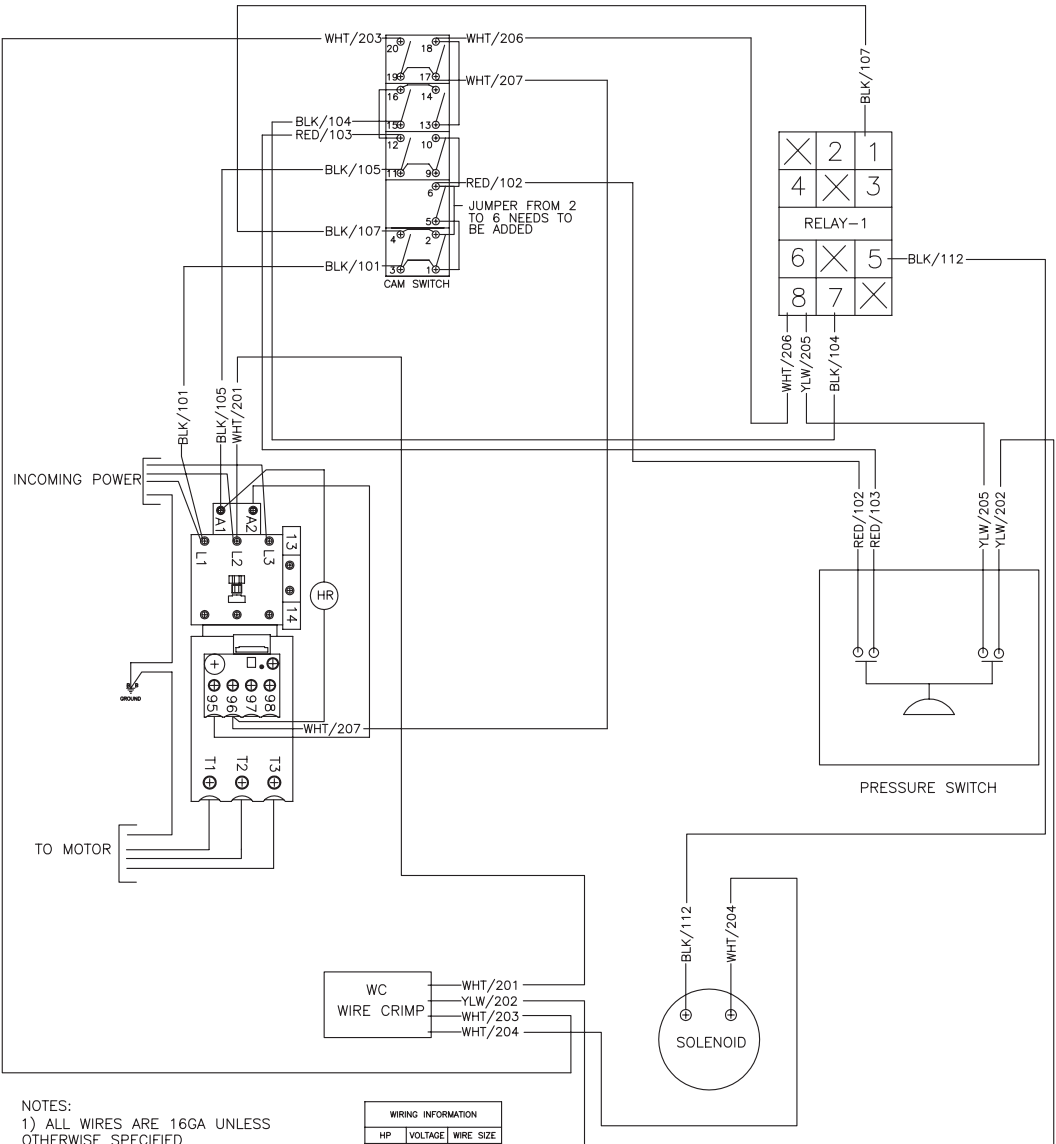 WHT/203
20
18
WHT/206
19
17
WHT/207
16
14
BLK/104
15
13
RED/103
12
10
BLK/105
11
9
RED/102
6
JUMPER FROM 2
TO 6 NEEDS TO
BE ADDED
5
BLK/107
4
2
BLK/101
3
1
CAM SWITCH
BLK/107
2 1
4 3
RELAY-1
6 5
BLK/112
8 7
WHT/206
YLW/205
BLK/104
BLK/101
BLK/105
WHT/201
INCOMING POWER
A1 A2
L1 L2 L3
13
14
HR
GROUND
95 96 97 98
WHT/207
T1 T2 T3
TO MOTOR
RED/102
RED/103
YLW/205
YLW/202
PRESSURE SWITCH
BLK/112
WHT/204
SOLENOID
WC
WIRE CRIMP
WHT/201
YLW/202
WHT/203
WHT/204
NOTES:
1) ALL WIRES ARE 16GA UNLESS
OTHERWISE SPECIFIED
WIRING INFORMATION
HP VOLTAGE WIRE SIZE